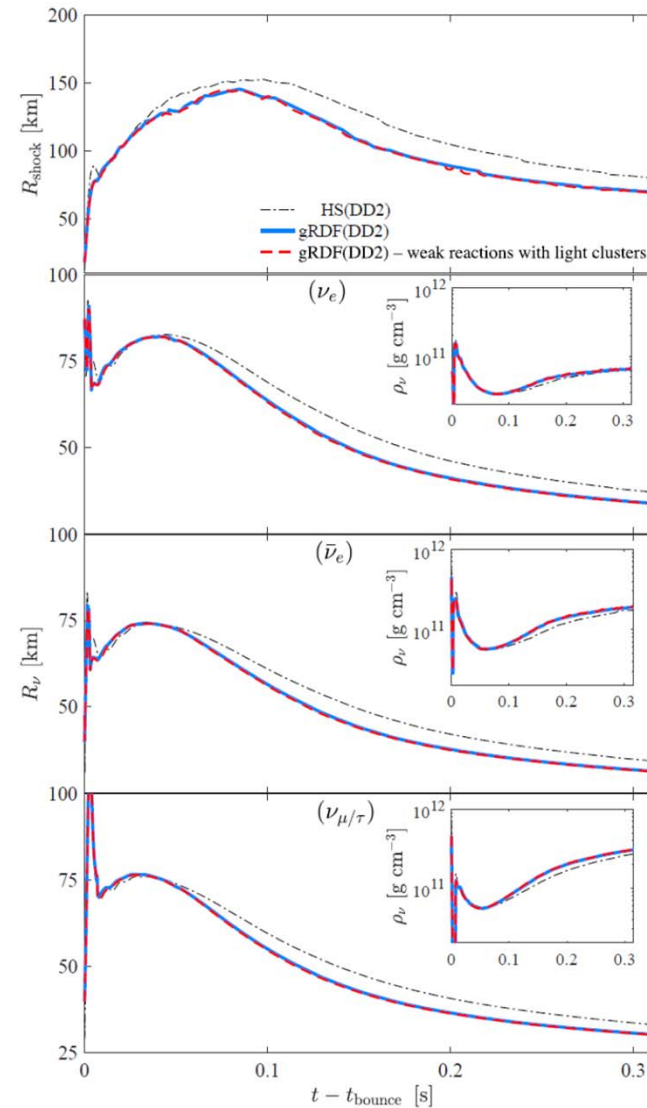 200
150
100
50
R_shock [km]
HS(DD2)
gRDF(DD2)
gRDF(DD2) – weak reactions with light clusters
100
75
50
(ν_e)
10^12
10^11
ρ_ν [g cm^−3]
0 0.1 0.2 0.3
100
75
50
R_ν [km]
(ν̄_e)
10^12
10^11
ρ_ν [g cm^−3]
0 0.1 0.2 0.3
100
75
50
25
(ν_μ/τ)
10^12
10^11
ρ_ν [g cm^−3]
0 0.1 0.2 0.3
0 0.1 0.2 0.3
t − t_bounce [s]